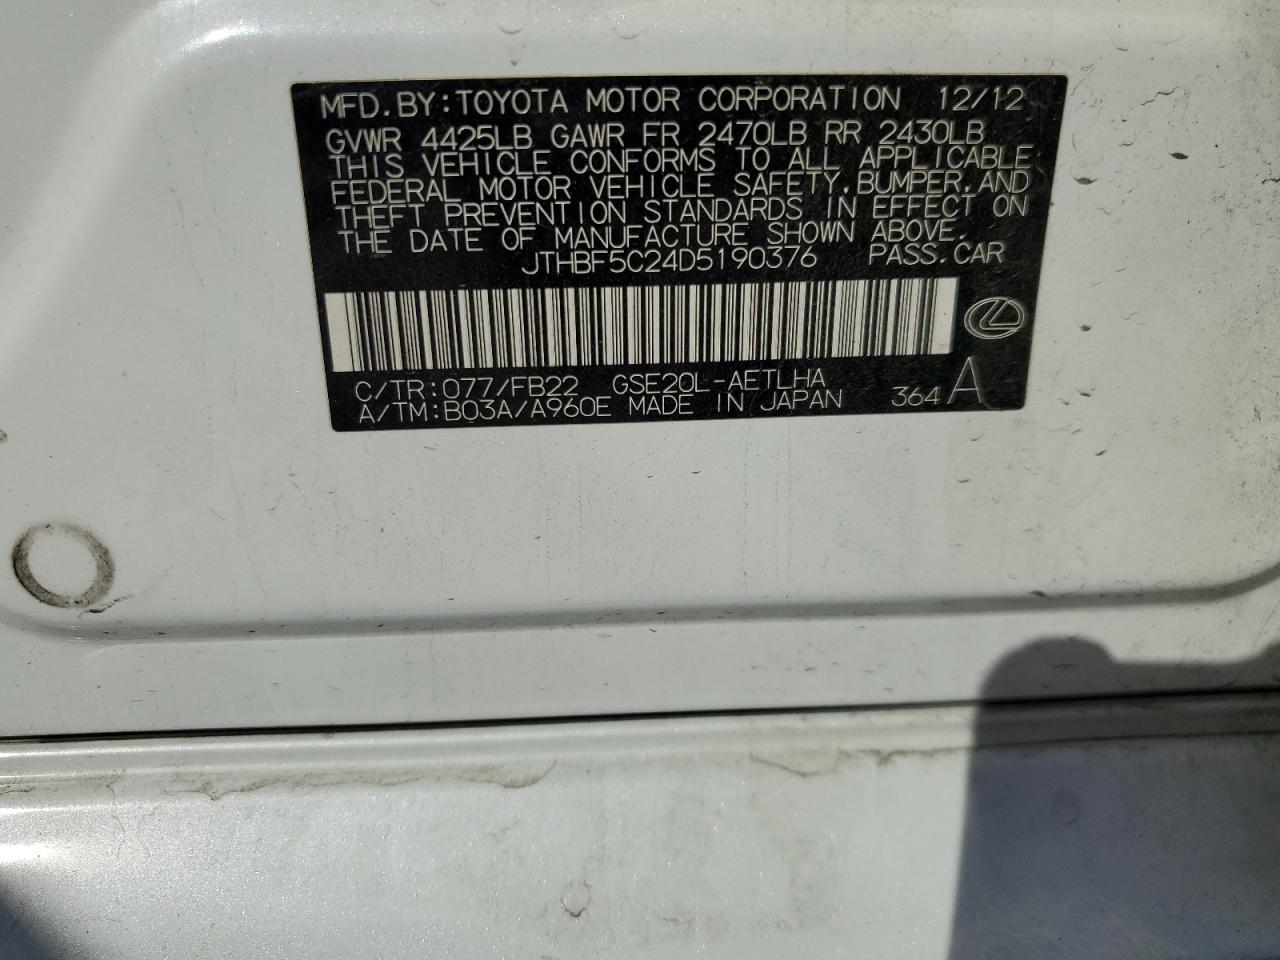 MFD.BY:TOYOTA MOTOR CORPORATION 12/12
GVWR 4425LB GAWR FR 2470LB RR 2430LB
THIS VEHICLE CONFORMS TO ALL APPLICABLE
FEDERAL MOTOR VEHICLE SAFETY,BUMPER,AND
THEFT PREVENTION STANDARDS IN EFFECT ON
THE DATE OF MANUFACTURE SHOWN ABOVE.
JTHBF5C24D5190376 PASS.CAR
C/TR:077/FB22 GSE20L-AETLHA
A/TM:B03A/A960E MADE IN JAPAN 364 A